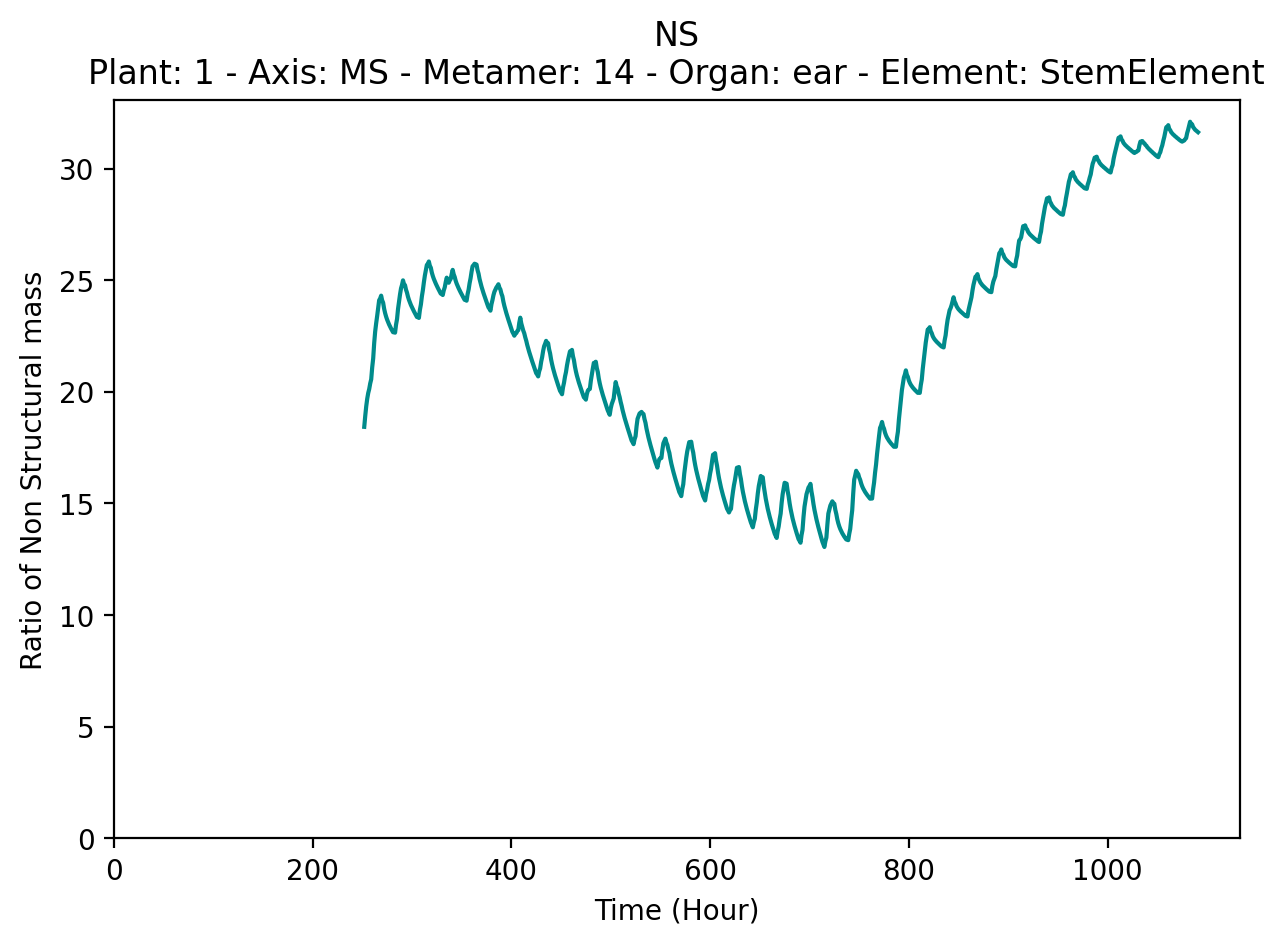 NS
Plant: 1 - Axis: MS - Metamer: 14 - Organ: ear - Element: StemElement
Ratio of Non Structural mass
30
25
20
15
10
5
0
0 200 400 600 800 1000
Time (Hour)